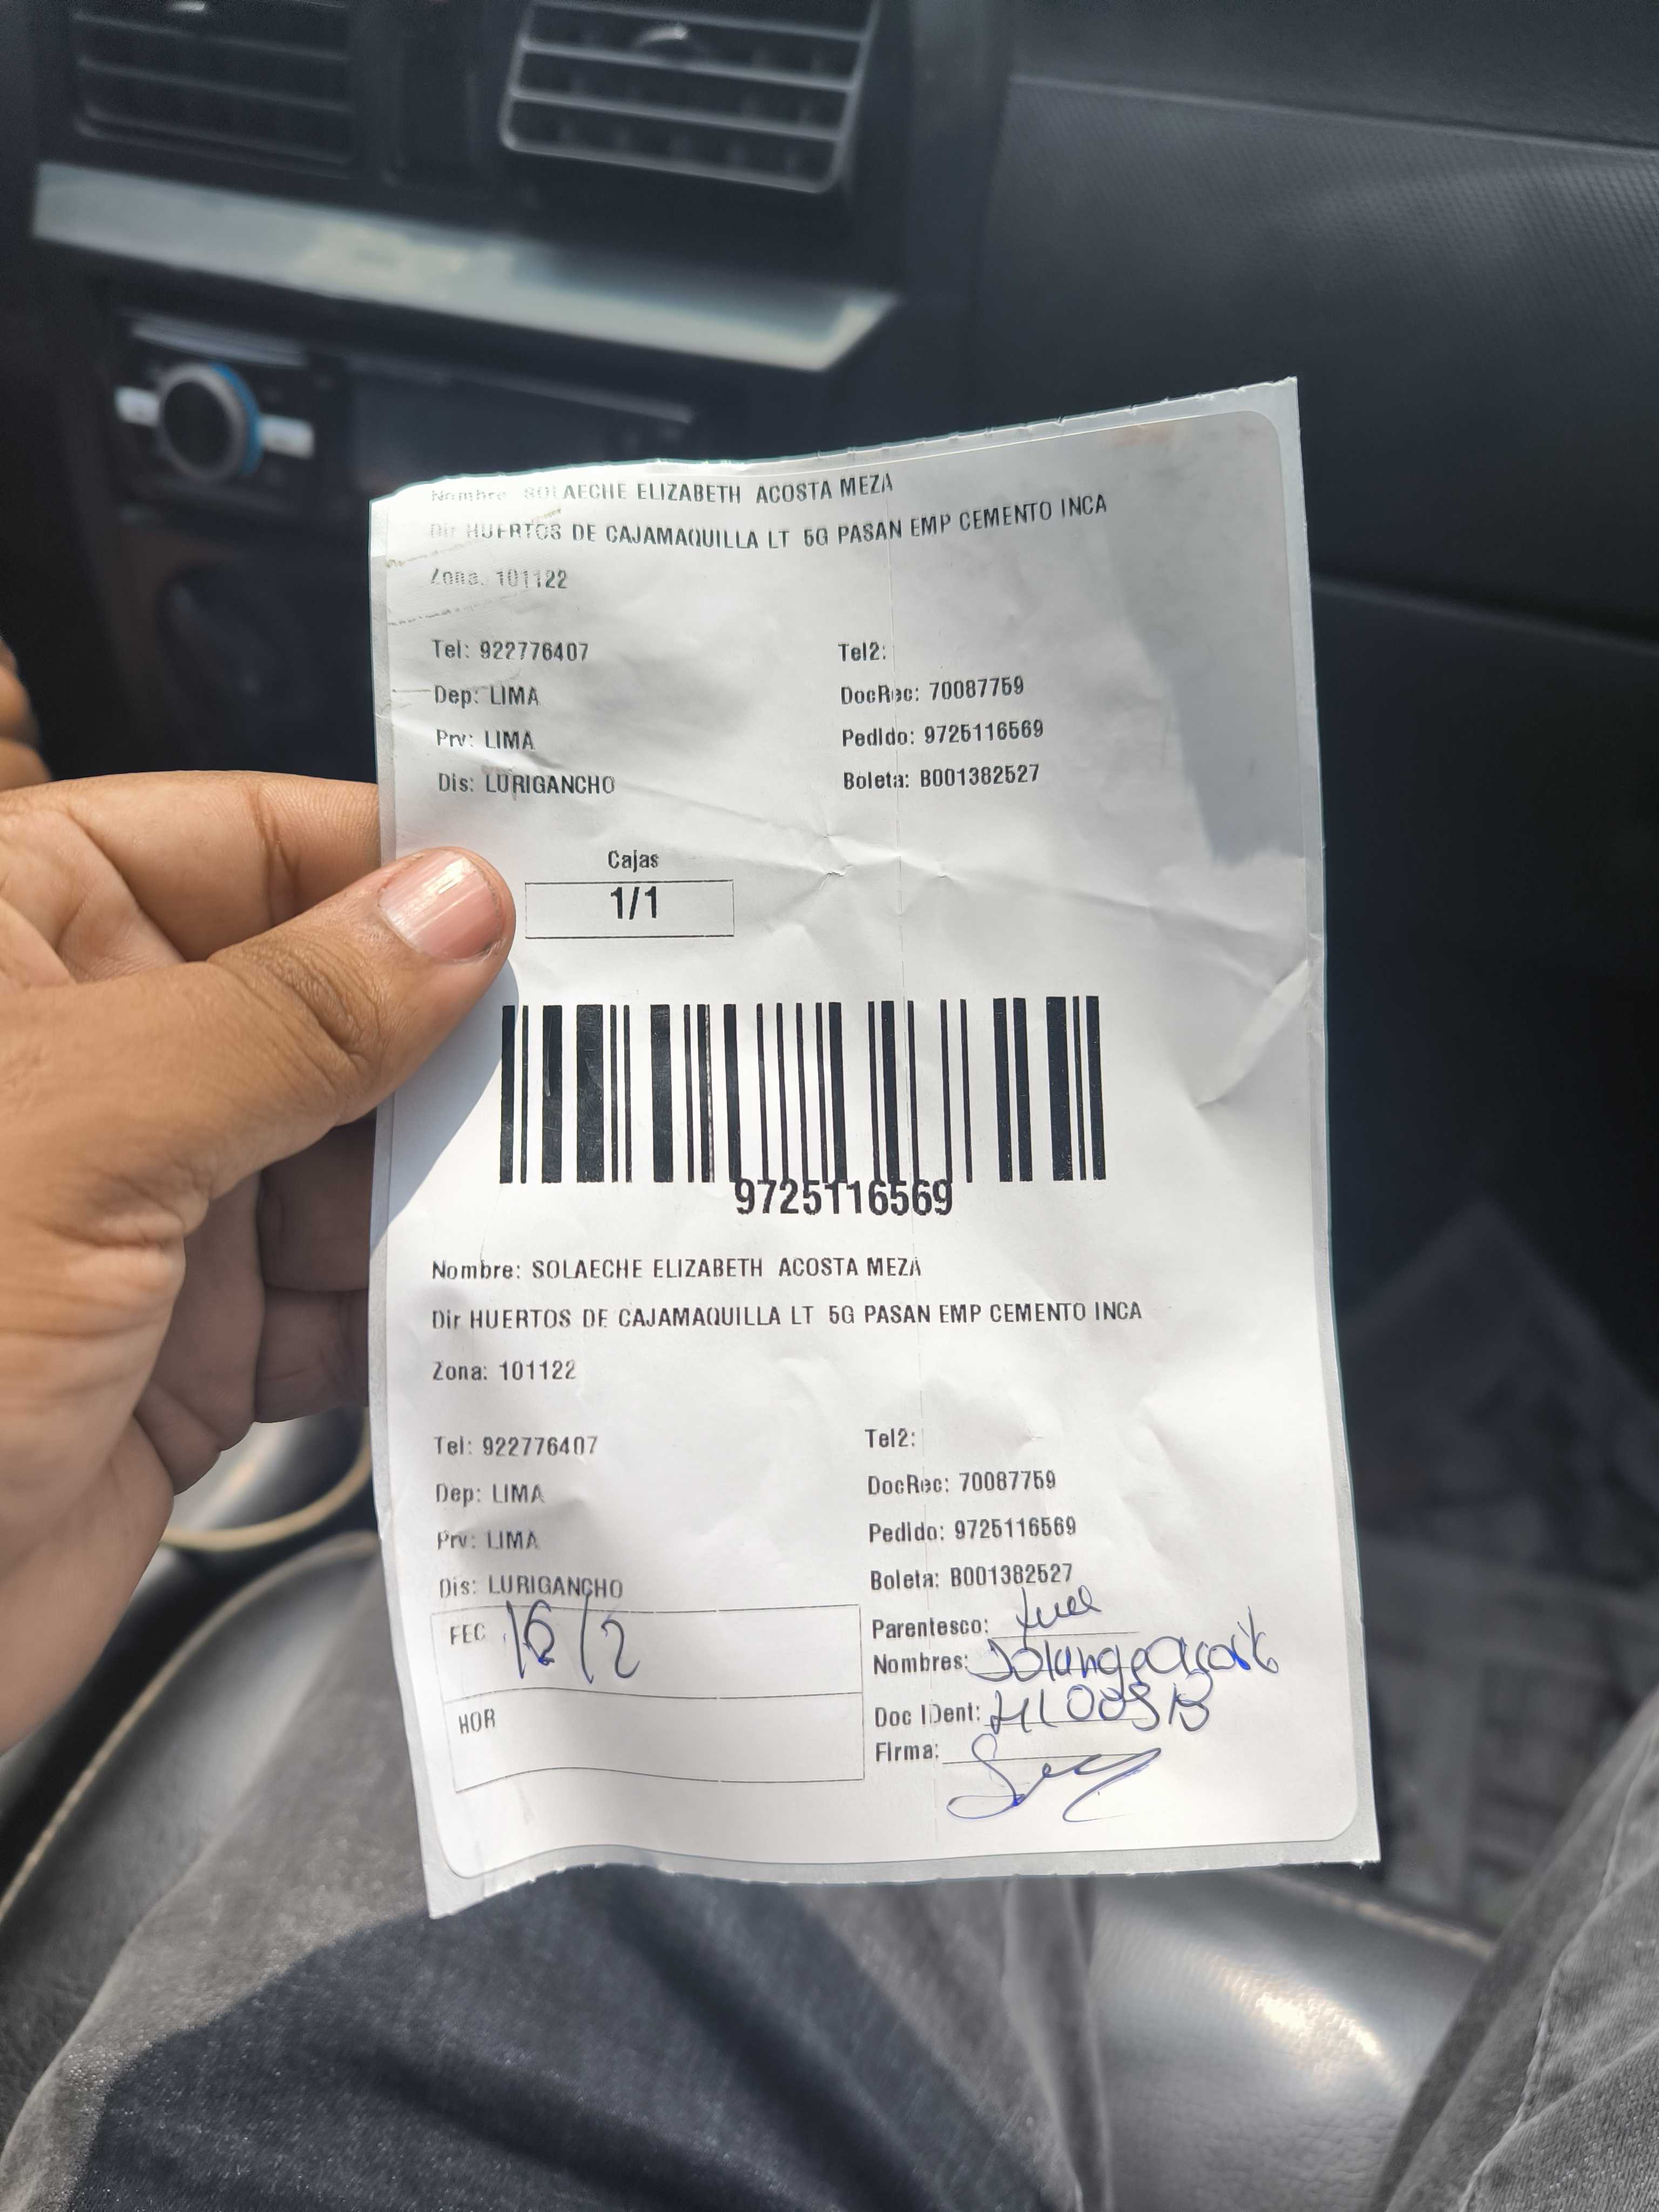 Nombre SOLAECHE ELIZABETH ACOSTA MEZA
Dir HUERTOS DE CAJAMAQUILLA LT 5G PASAN EMP CEMENTO INCA
Zona. 101122
Tel: 922776407 Tel2:
Dep: LIMA DocRec: 70087759
Prv: LIMA Pedido: 9725116569
Dis: LURIGANCHO Boleta: B001382527
Cajas
1/1
9725116569
Nombre: SOLAECHE ELIZABETH ACOSTA MEZA
Dir HUERTOS DE CAJAMAQUILLA LT 5G PASAN EMP CEMENTO INCA
Zona: 101122
Tel: 922776407 Tel2:
Dep: LIMA DocRec: 70087759
Prv: LIMA Pedido: 9725116569
Dis: LURIGANCHO Boleta: B001382527
FEC 16/2 Parentesco:
Nombres:
HOR Doc IDent:
Firma: